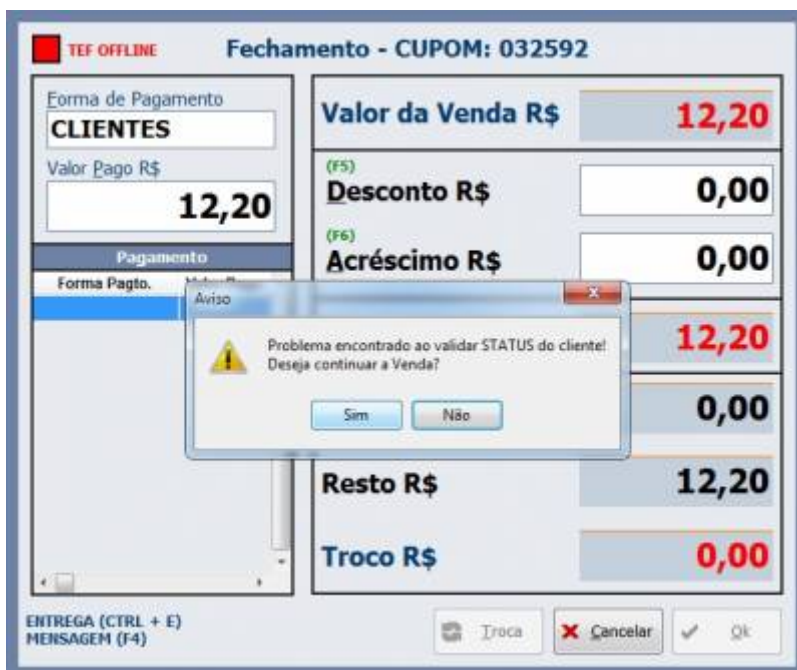 TEF OFFLINE
Fechamento - CUPOM: 032592
Forma de Pagamento
CLIENTES
Valor Pago R$
12,20
Pagamento
Forma Pagto.
Valor da Venda R$
12,20
(F5)
Desconto R$
0,00
(F6)
Acréscimo R$
0,00
Aviso
Problema encontrado ao validar STATUS do cliente!
Deseja continuar a Venda?
Sim
Não
12,20
0,00
Resto R$
12,20
Troco R$
0,00
ENTREGA (CTRL + E)
MENSAGEM (F4)
Troca
Cancelar
Ok